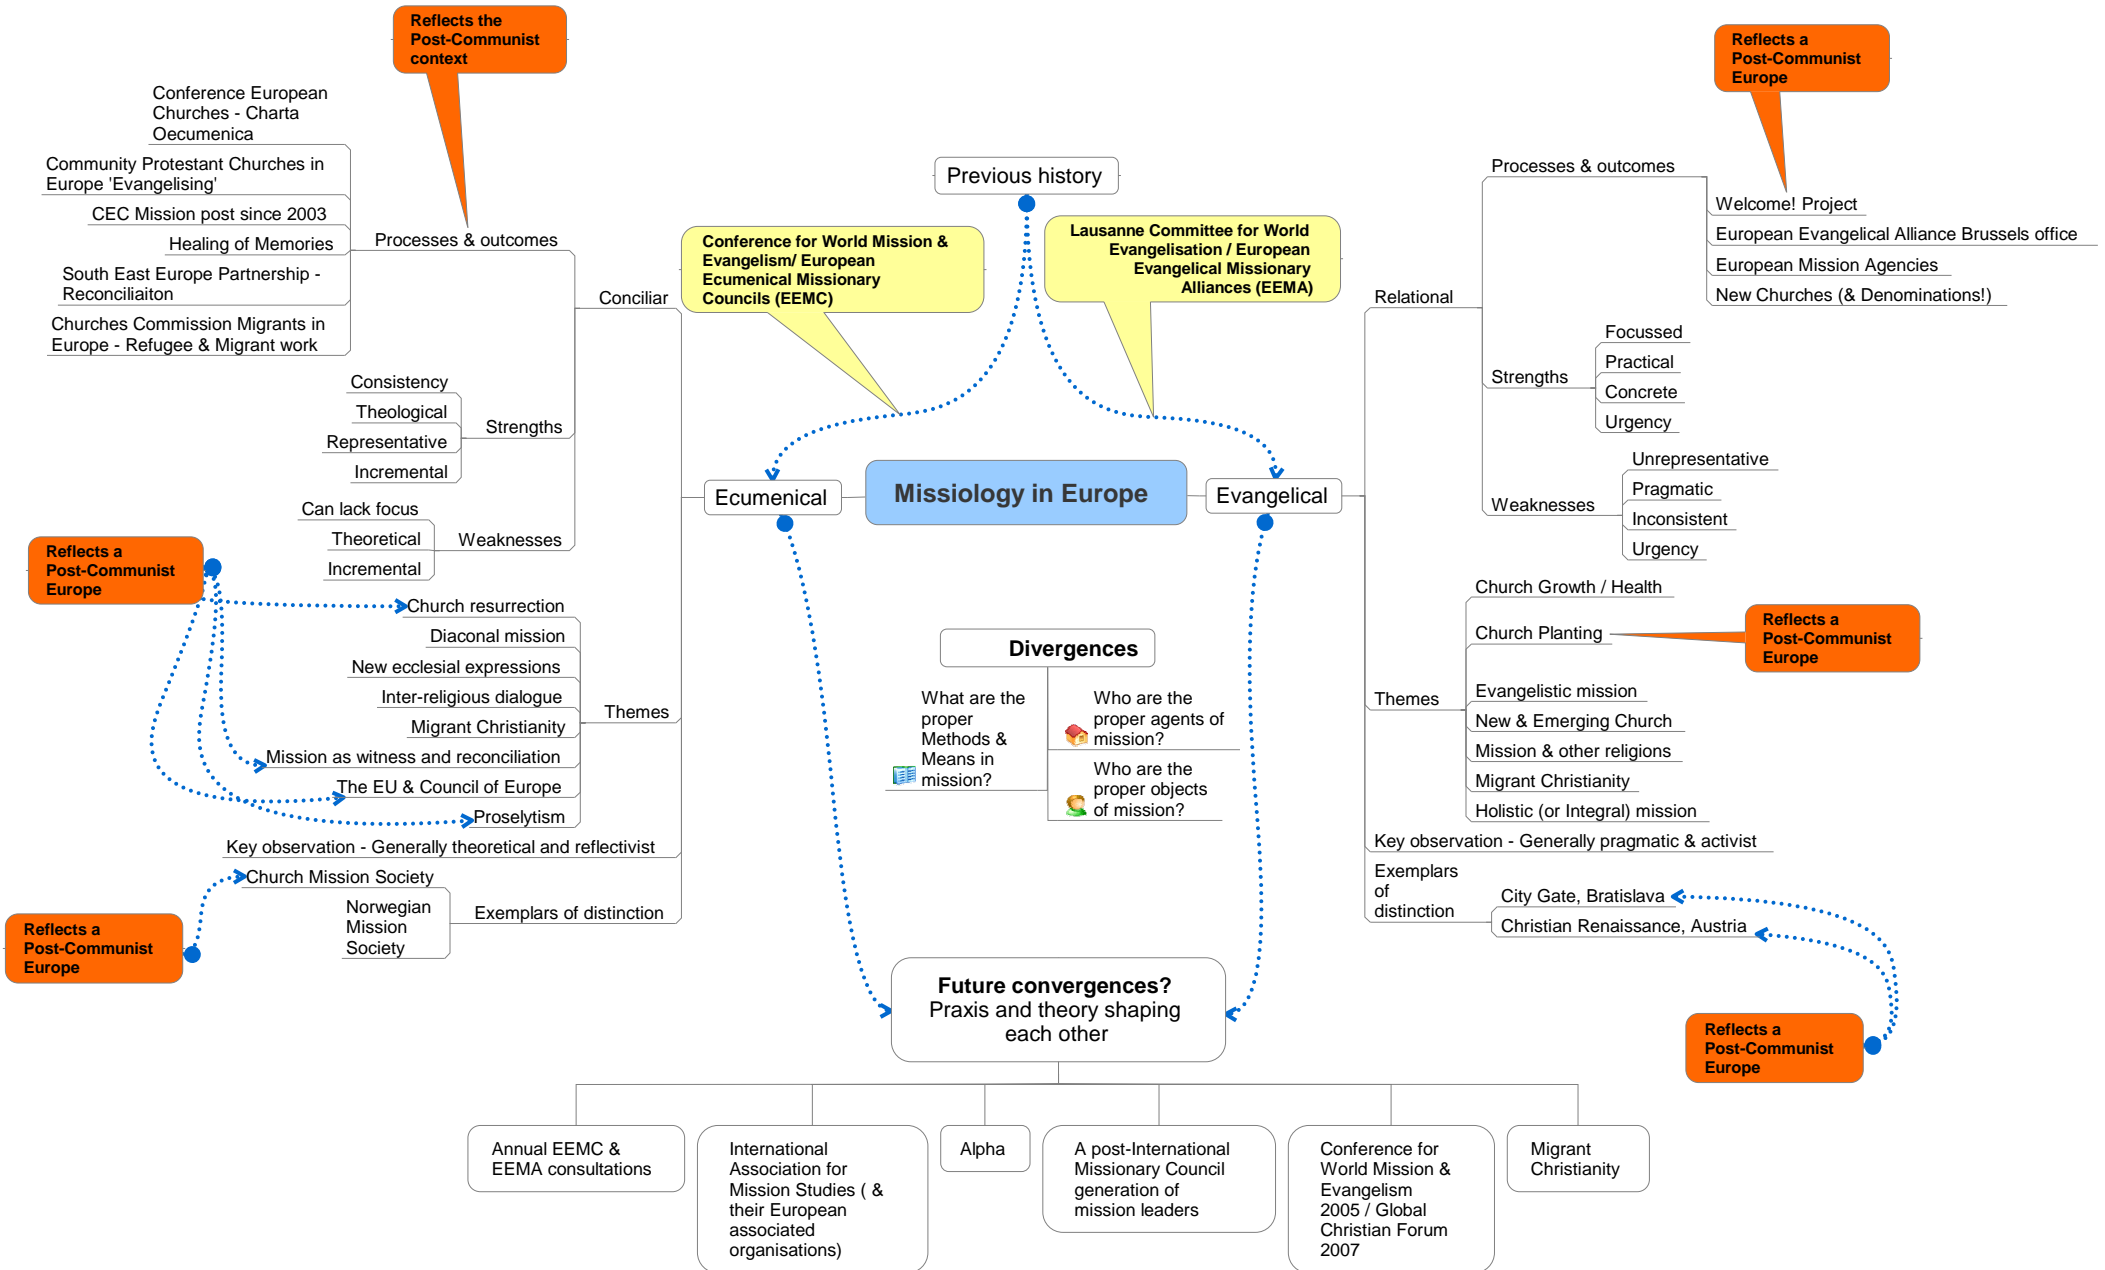 Reflects the
Post-Communist
context
Conference European
Churches - Charta
Oecumenica
Community Protestant Churches in
Europe 'Evangelising'
CEC Mission post since 2003
Healing of Memories
South East Europe Partnership -
Reconciliaiton
Churches Commission Migrants in
Europe - Refugee & Migrant work
Processes & outcomes
Conciliar
Consistency
Theological
Representative
Incremental
Strengths
Can lack focus
Theoretical
Incremental
Weaknesses
Reflects a
Post-Communist
Europe
Church resurrection
Diaconal mission
New ecclesial expressions
Inter-religious dialogue
Migrant Christianity
Mission as witness and reconciliation
The EU & Council of Europe
Proselytism
Themes
Key observation - Generally theoretical and reflectivist
Church Mission Society
Norwegian
Mission
Society
Exemplars of distinction
Reflects a
Post-Communist
Europe
Previous history
Conference for World Mission &
Evangelism/ European
Ecumenical Missionary
Councils (EEMC)
Lausanne Committee for World
Evangelisation / European
Evangelical Missionary
Alliances (EEMA)
Ecumenical
Missiology in Europe
Evangelical
Divergences
What are the
proper
Methods &
Means in
mission?
Who are the
proper agents of
mission?
Who are the
proper objects
of mission?
Reflects a
Post-Communist
Europe
Processes & outcomes
Welcome! Project
European Evangelical Alliance Brussels office
European Mission Agencies
New Churches (& Denominations!)
Relational
Strengths
Focussed
Practical
Concrete
Urgency
Weaknesses
Unrepresentative
Pragmatic
Inconsistent
Urgency
Themes
Church Growth / Health
Church Planting
Reflects a
Post-Communist
Europe
Evangelistic mission
New & Emerging Church
Mission & other religions
Migrant Christianity
Holistic (or Integral) mission
Key observation - Generally pragmatic & activist
Exemplars
of
distinction
City Gate, Bratislava
Christian Renaissance, Austria
Reflects a
Post-Communist
Europe
Future convergences?
Praxis and theory shaping
each other
Annual EEMC &
EEMA consultations
International
Association for
Mission Studies ( &
their European
associated
organisations)
Alpha
A post-International
Missionary Council
generation of
mission leaders
Conference for
World Mission &
Evangelism
2005 / Global
Christian Forum
2007
Migrant
Christianity